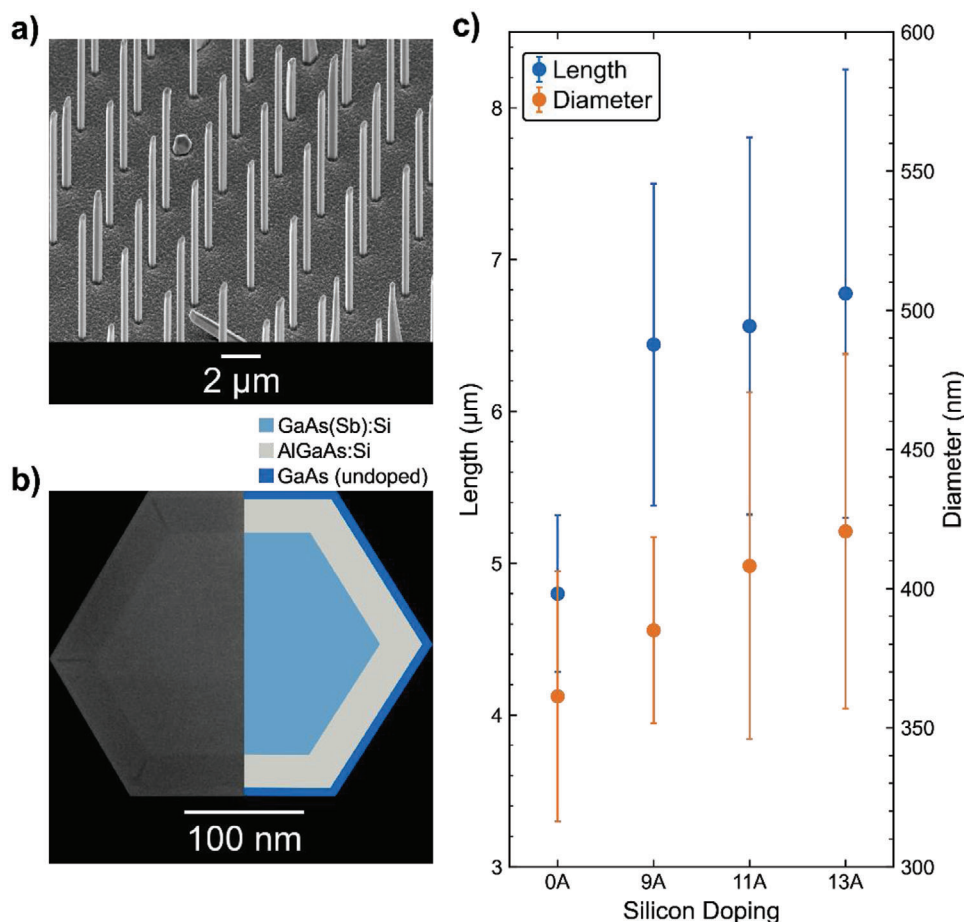 a)
2 μm
GaAs(Sb):Si
AlGaAs:Si
GaAs (undoped)
b)
100 nm
c)
Length
Diameter
8
7
6
5
4
3
Length (μm)
600
550
500
450
400
350
300
Diameter (nm)
0A 9A 11A 13A
Silicon Doping